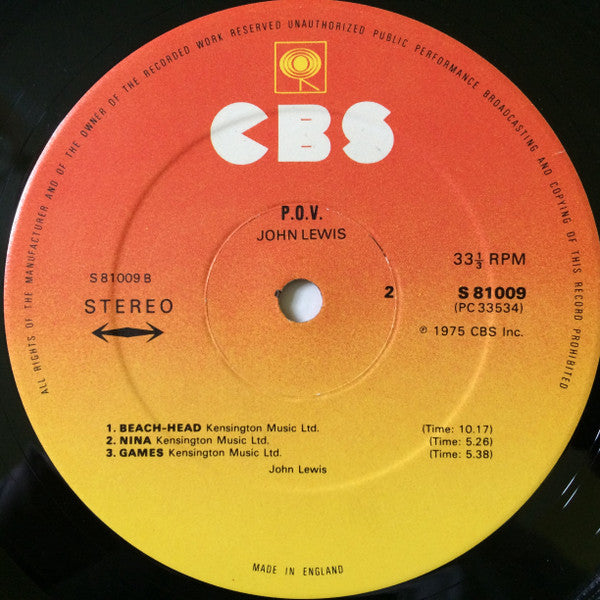 ALL RIGHTS OF THE MANUFACTURER AND OF THE OWNER OF THE RECORDED WORK RESERVED UNAUTHORIZED PUBLIC PERFORMANCE BROADCASTING AND COPYING OF THIS RECORD PROHIBITED
CBS
P.O.V.
JOHN LEWIS
33⅓ RPM
S 81009 B
STEREO
2
S 81009
(PC 33534)
℗ 1975 CBS Inc.
1. BEACH-HEAD Kensington Music Ltd. (Time: 10.17)
2. NINA Kensington Music Ltd. (Time: 5.26)
3. GAMES Kensington Music Ltd. (Time: 5.38)
John Lewis
MADE IN ENGLAND